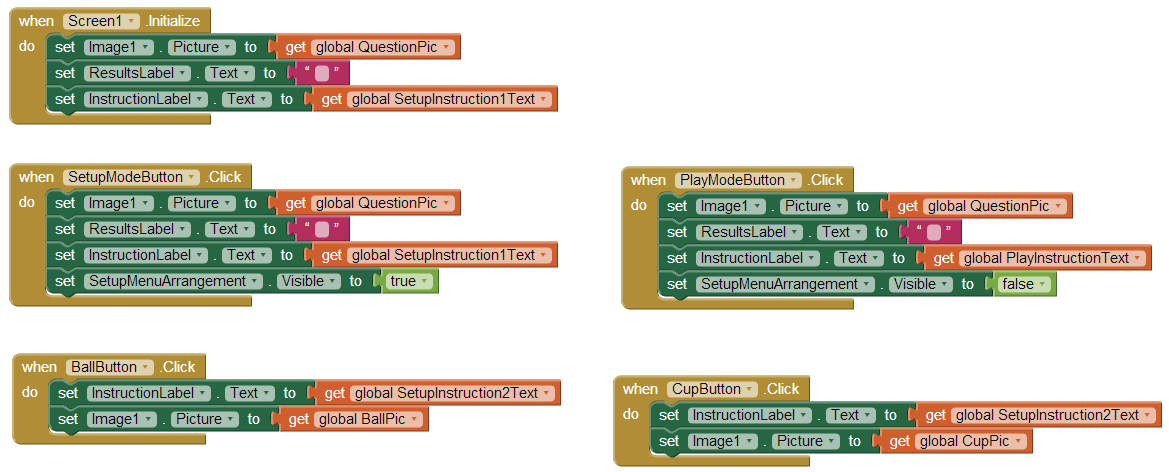 when Screen1 .Initialize
do set Image1 . Picture to get global QuestionPic
set ResultsLabel . Text to “ ”
set InstructionLabel . Text to get global SetupInstruction1Text
when SetupModeButton .Click
do set Image1 . Picture to get global QuestionPic
set ResultsLabel . Text to “ ”
set InstructionLabel . Text to get global SetupInstruction1Text
set SetupMenuArrangement . Visible to true
when PlayModeButton .Click
do set Image1 . Picture to get global QuestionPic
set ResultsLabel . Text to “ ”
set InstructionLabel . Text to get global PlayInstructionText
set SetupMenuArrangement . Visible to false
when BallButton .Click
do set InstructionLabel . Text to get global SetupInstruction2Text
set Image1 . Picture to get global BallPic
when CupButton .Click
do set InstructionLabel . Text to get global SetupInstruction2Text
set Image1 . Picture to get global CupPic